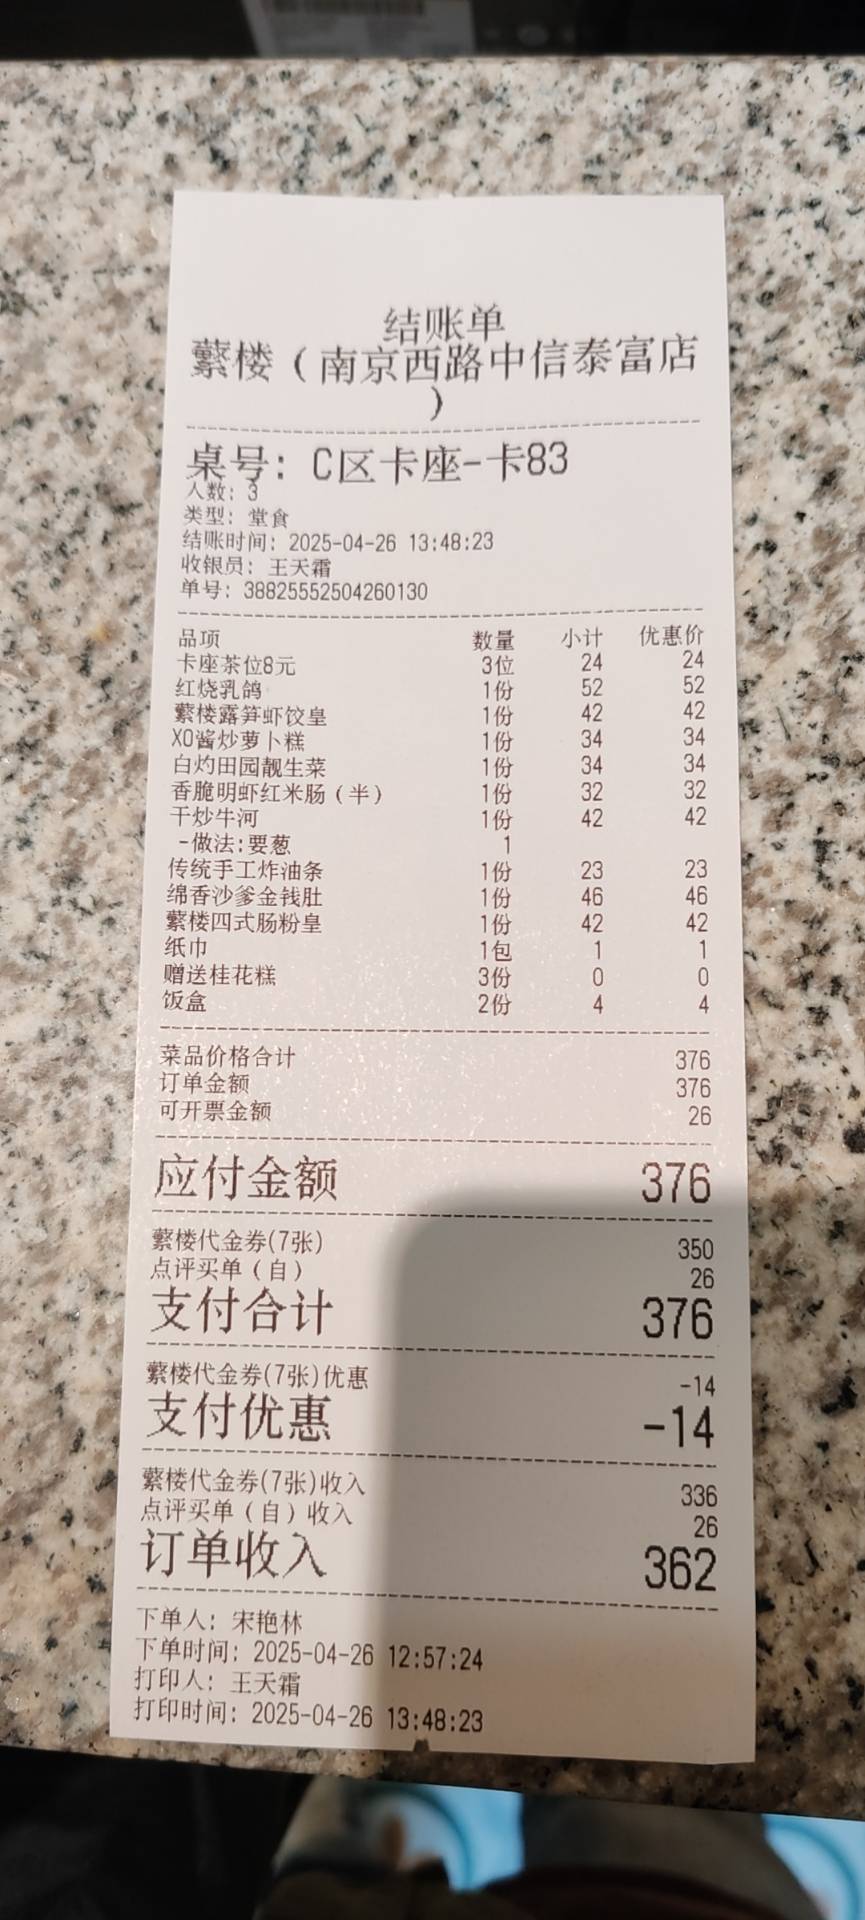 结账单
蘩楼（南京西路中信泰富店
）
桌号: C区卡座-卡83
人数: 3
类型: 堂食
结账时间: 2025-04-26 13:48:23
收银员: 王天霜
单号: 38825552504260130
品项 数量 小计 优惠价
卡座茶位8元 3位 24 24
红烧乳鸽 1份 52 52
蘩楼露笋虾饺皇 1份 42 42
XO酱炒萝卜糕 1份 34 34
白灼田园靓生菜 1份 34 34
香脆明虾红米肠（半） 1份 32 32
干炒牛河 1份 42 42
-做法:要葱 1
传统手工炸油条 1份 23 23
绵香沙爹金钱肚 1份 46 46
蘩楼四式肠粉皇 1份 42 42
纸巾 1包 1 1
赠送桂花糕 3份 0 0
饭盒 2份 4 4
菜品价格合计 376
订单金额 376
可开票金额 26
应付金额 376
蘩楼代金券(7张) 350
点评买单（自） 26
支付合计 376
蘩楼代金券(7张)优惠 -14
支付优惠 -14
蘩楼代金券(7张)收入 336
点评买单（自）收入 26
订单收入 362
下单人: 宋艳林
下单时间: 2025-04-26 12:57:24
打印人: 王天霜
打印时间: 2025-04-26 13:48:23